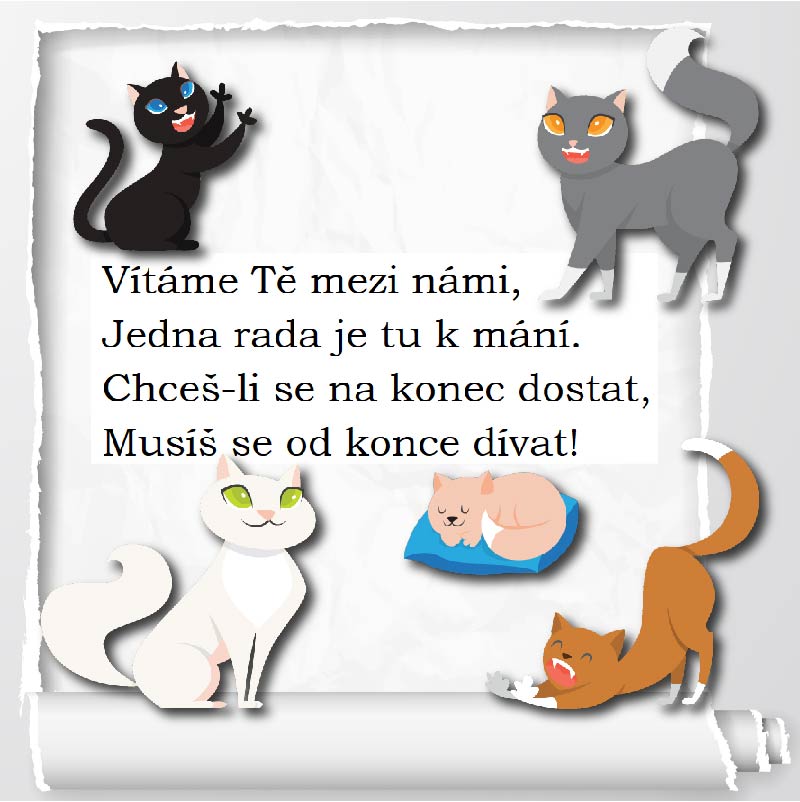 Vítáme Tě mezi námi,
Jedna rada je tu k mání.
Chceš-li se na konec dostat,
Musíš se od konce dívat!